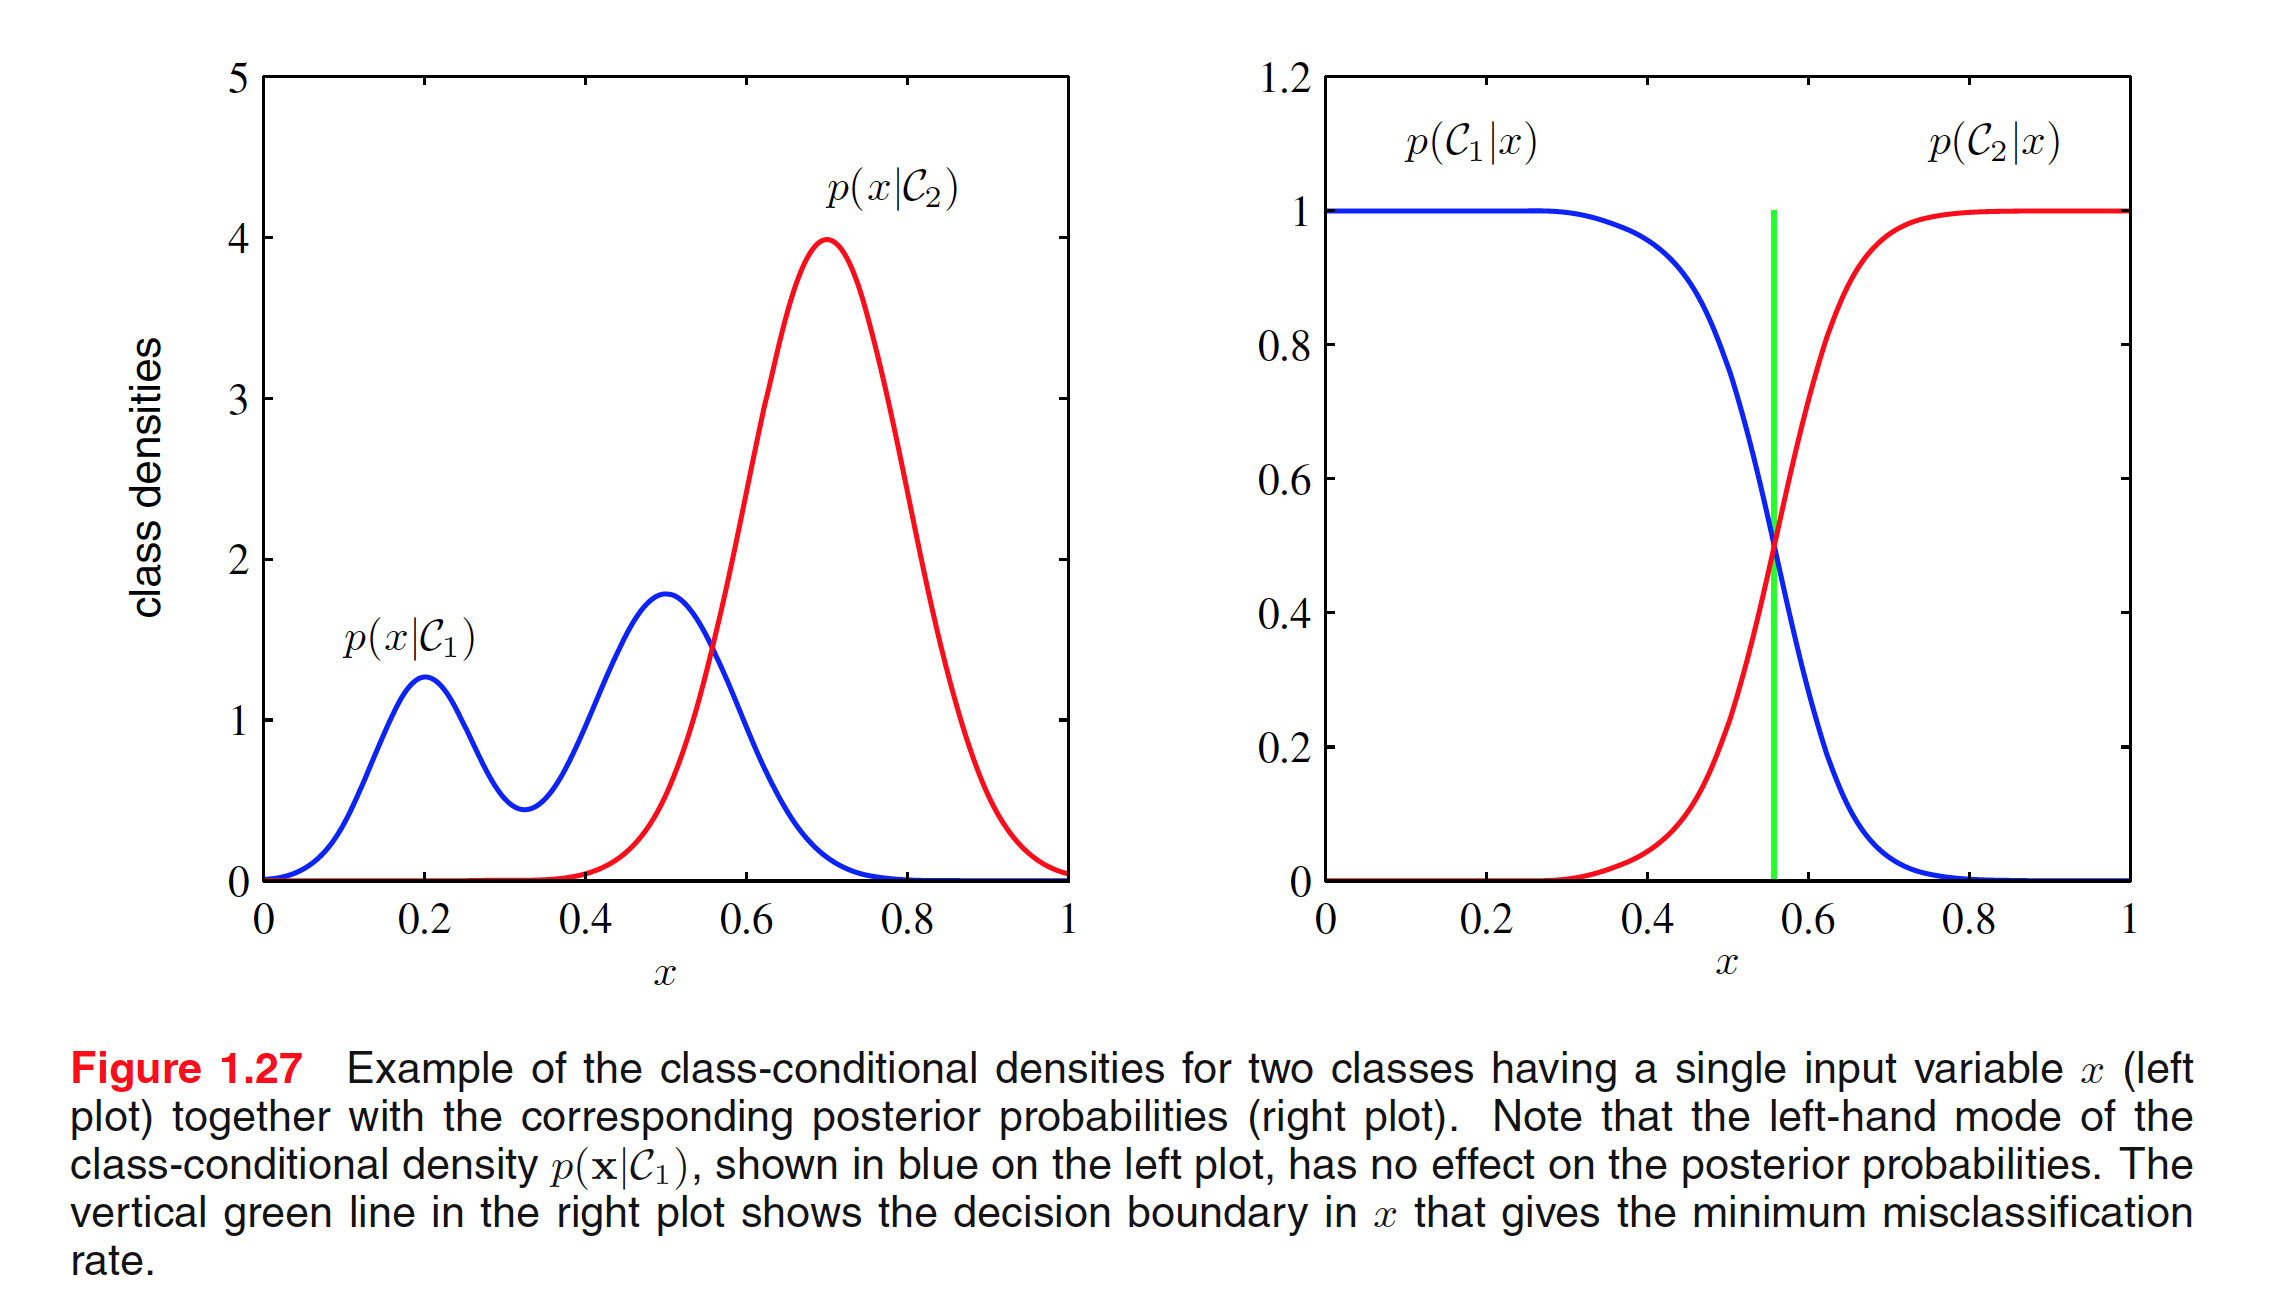 5
4
3
2
1
0
class densities
p(x|C₂)
p(x|C₁)
0 0.2 0.4 0.6 0.8 1
x
1.2
1
0.8
0.6
0.4
0.2
0
p(C₁|x) p(C₂|x)
0 0.2 0.4 0.6 0.8 1
x
Figure 1.27 Example of the class-conditional densities for two classes having a single input variable x (left
plot) together with the corresponding posterior probabilities (right plot). Note that the left-hand mode of the
class-conditional density p(x|C₁), shown in blue on the left plot, has no effect on the posterior probabilities. The
vertical green line in the right plot shows the decision boundary in x that gives the minimum misclassification
rate.